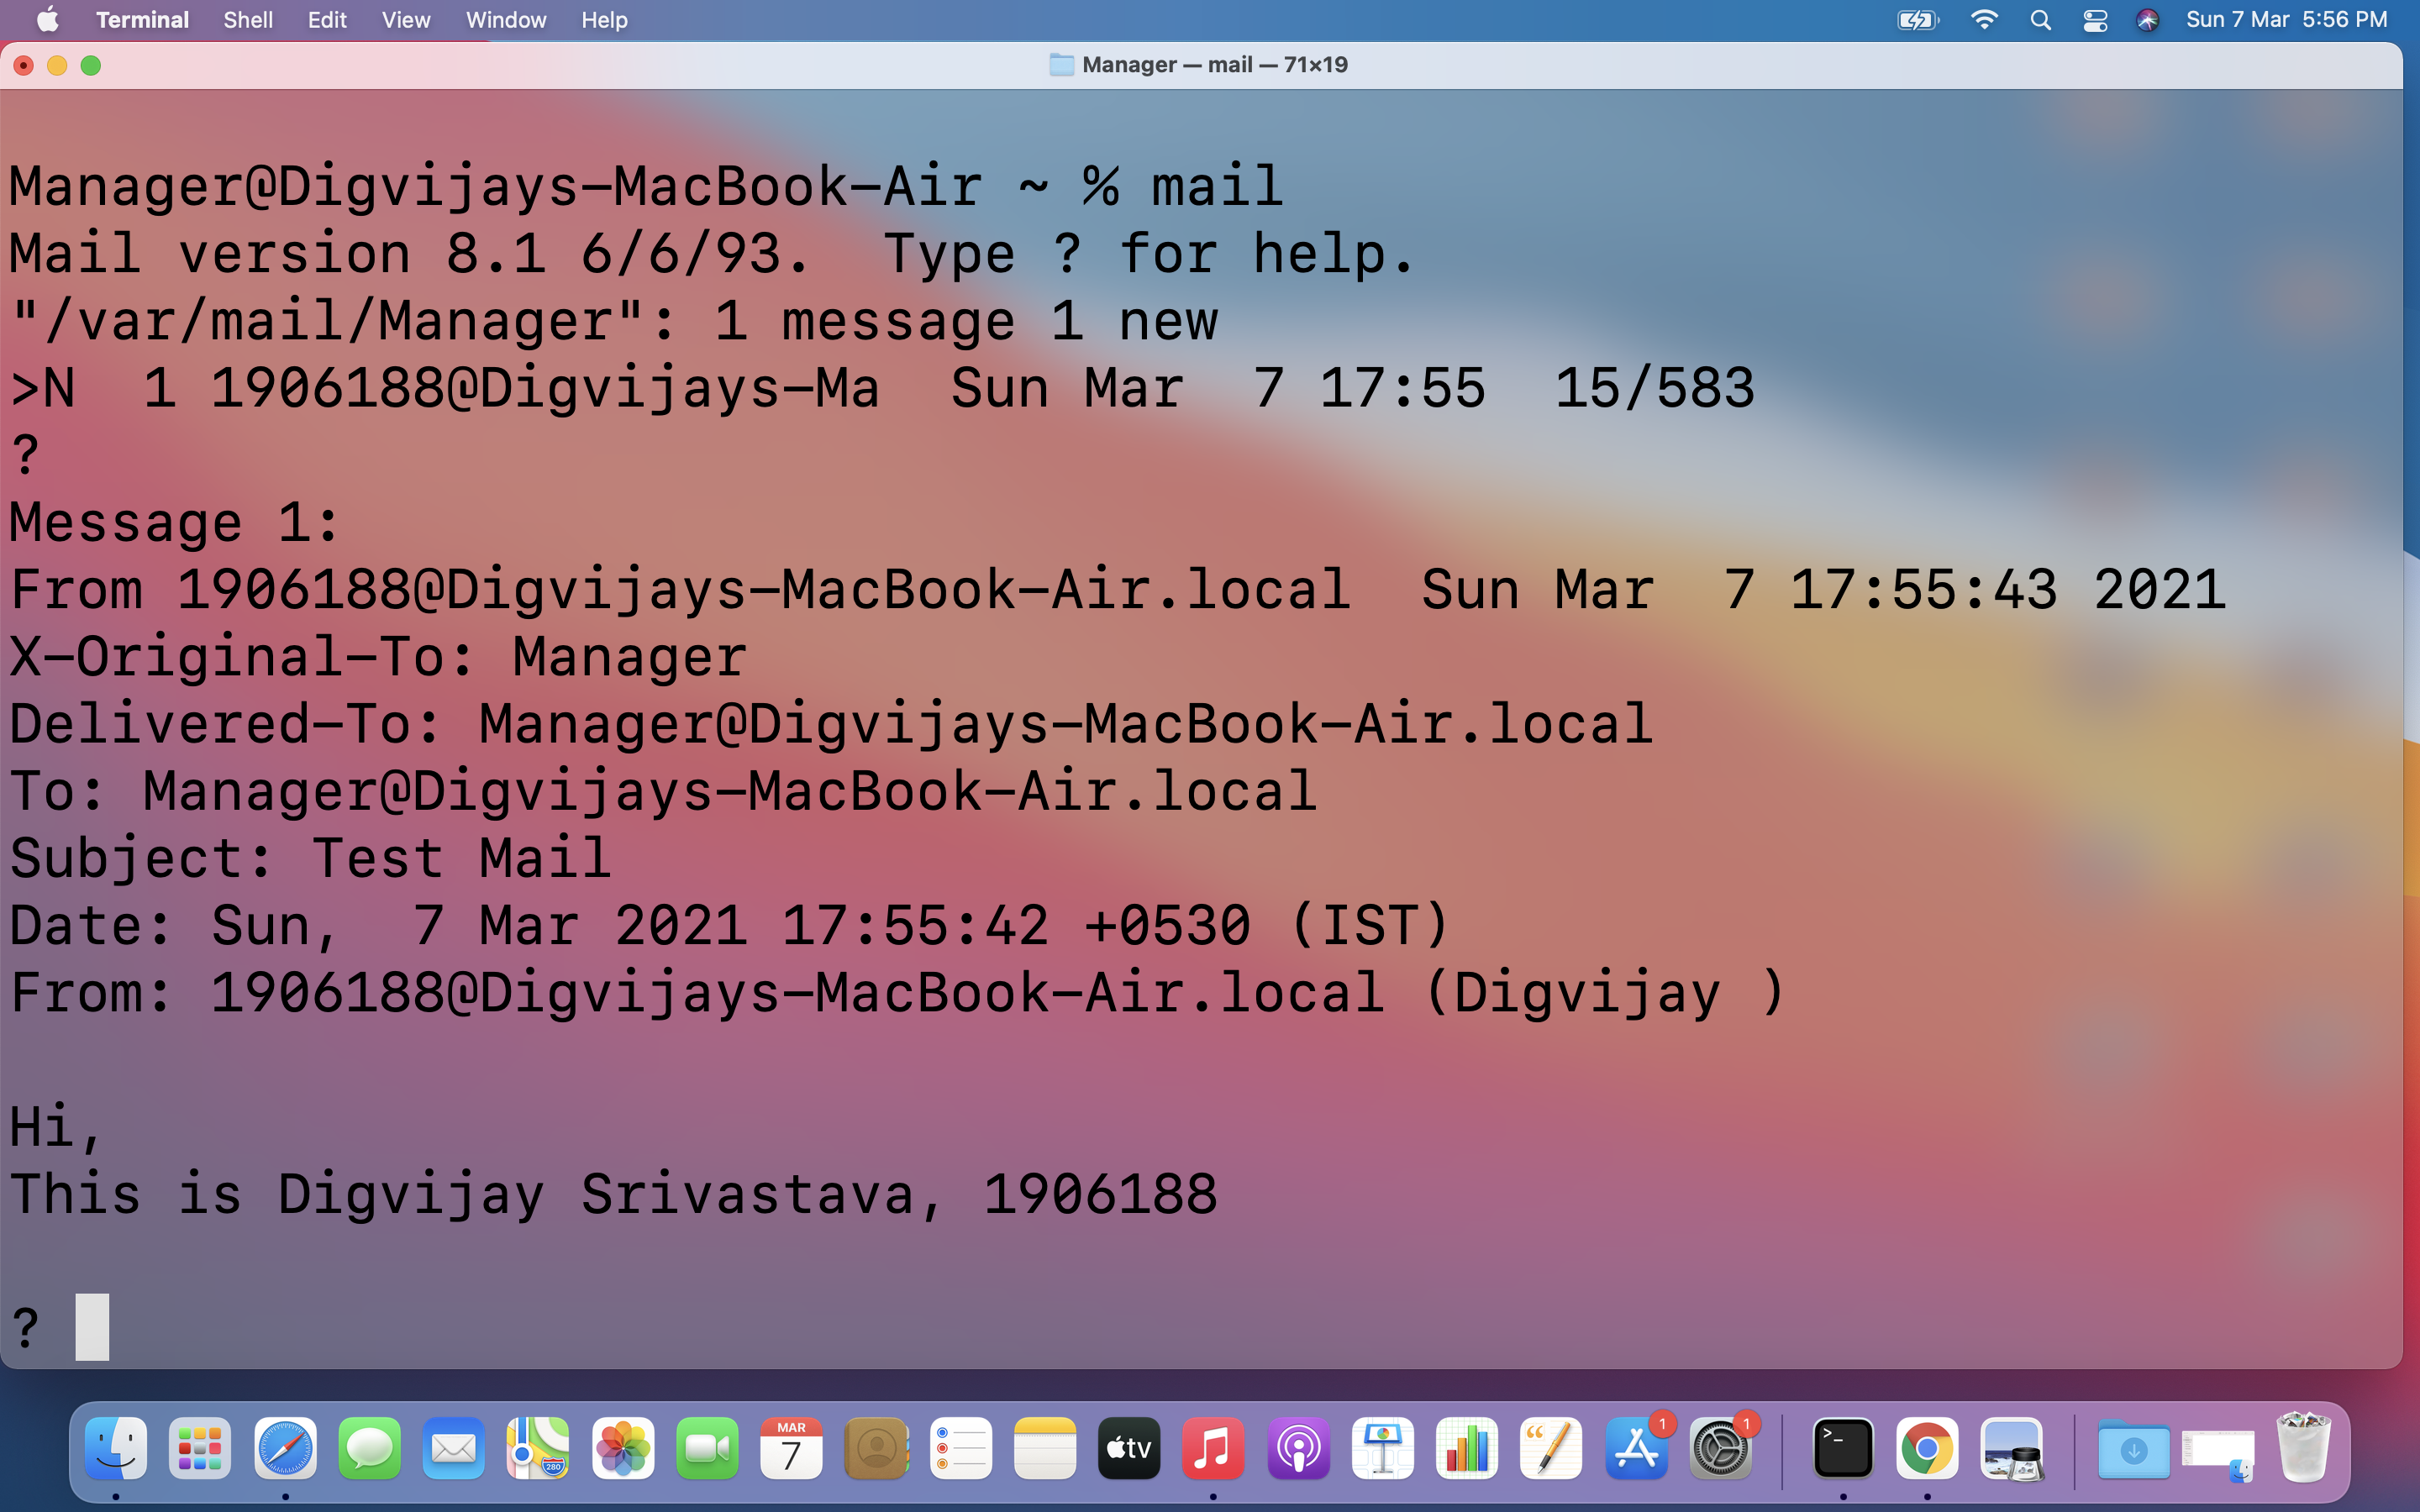 Terminal Shell Edit View Window Help Sun 7 Mar 5:56 PM
Manager — mail — 71×19
Manager@Digvijays-MacBook-Air ~ % mail
Mail version 8.1 6/6/93.  Type ? for help.
"/var/mail/Manager": 1 message 1 new
>N  1 1906188@Digvijays-Ma  Sun Mar  7 17:55  15/583
?
Message 1:
From 1906188@Digvijays-MacBook-Air.local  Sun Mar  7 17:55:43 2021
X-Original-To: Manager
Delivered-To: Manager@Digvijays-MacBook-Air.local
To: Manager@Digvijays-MacBook-Air.local
Subject: Test Mail
Date: Sun,  7 Mar 2021 17:55:42 +0530 (IST)
From: 1906188@Digvijays-MacBook-Air.local (Digvijay )
Hi,
This is Digvijay Srivastava, 1906188
?
280 MAR 7 tv 1 1 >_